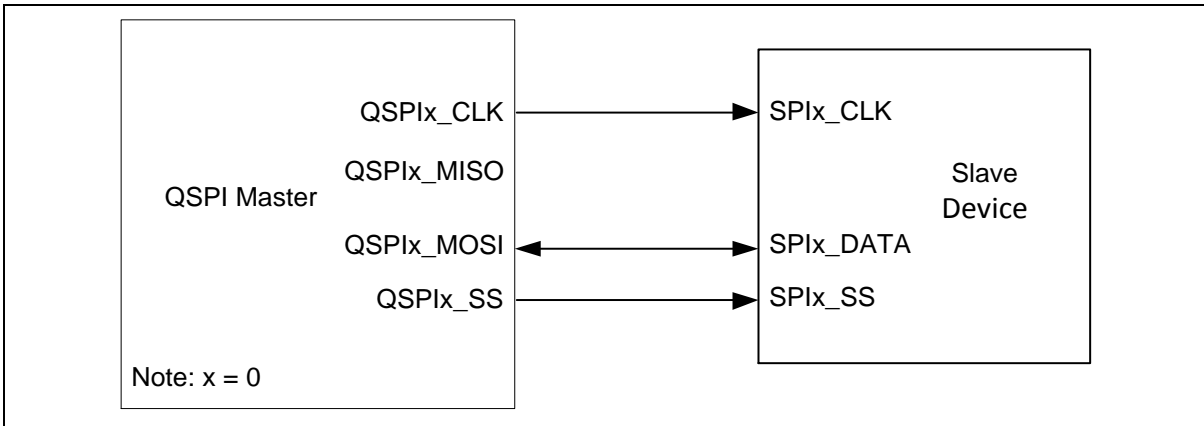 QSPIx_CLK
QSPIx_MISO
QSPI Master
QSPIx_MOSI
QSPIx_SS
Note: x = 0
SPIx_CLK
Slave
Device
SPIx_DATA
SPIx_SS